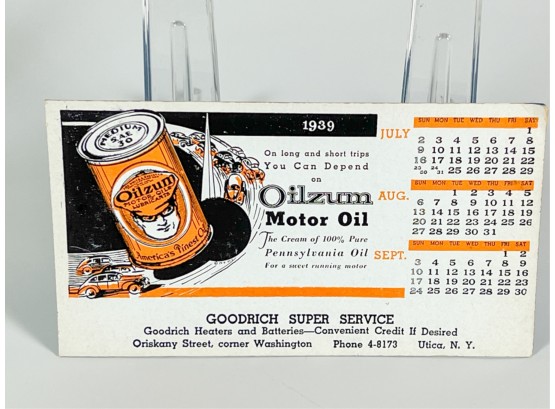 1939
MEDIUM
SAE
30
Oilzum
MOTOR OILS
LUBRICANTS
America's Finest Oil
On long and short trips
You Can Depend
on
Oilzum
Motor Oil
The Cream of 100% Pure
Pennsylvania Oil
For a sweet running motor
JULY
SUN MON TUE WED THU FRI SAT
1
2 3 4 5 6 7 8
9 10 11 12 13 14 15
16 17 18 19 20 21 22
23/30 24/31 25 26 27 28 29
AUG.
SUN MON TUE WED THU FRI SAT
1 2 3 4 5
6 7 8 9 10 11 12
13 14 15 16 17 18 19
20 21 22 23 24 25 26
27 28 29 30 31
SEPT.
SUN MON TUE WED THU FRI SAT
1 2
3 4 5 6 7 8 9
10 11 12 13 14 15 16
17 18 19 20 21 22 23
24 25 26 27 28 29 30
GOODRICH SUPER SERVICE
Goodrich Heaters and Batteries—Convenient Credit If Desired
Oriskany Street, corner Washington Phone 4-8173 Utica, N. Y.